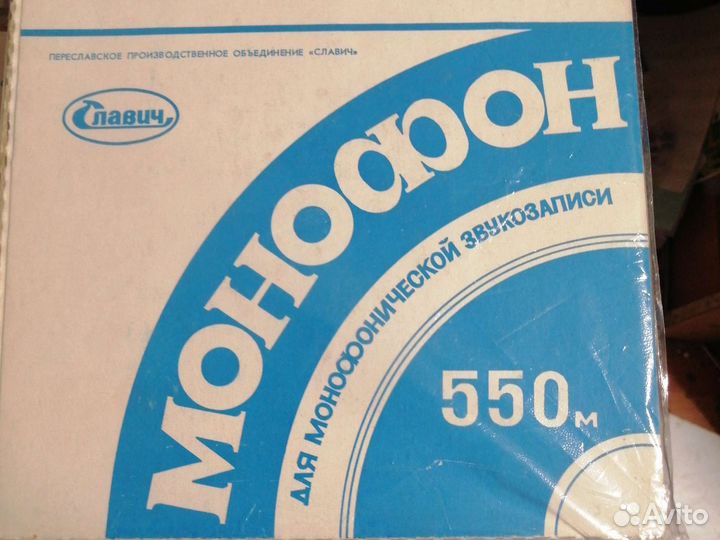 ПЕРЕСЛАВСКОЕ ПРОИЗВОДСТВЕННОЕ ОБЪЕДИНЕНИЕ «СЛАВИЧ»
Славич
МОНОФОН
ДЛЯ МОНОФОНИЧЕСКОЙ ЗВУКОЗАПИСИ
550м
Avito